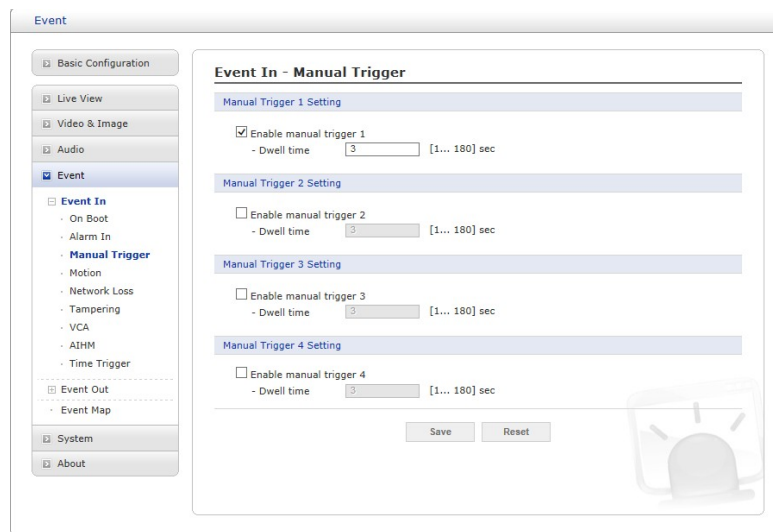 Event
Basic Configuration
Live View
Video & Image
Audio
Event
Event In
On Boot
Alarm In
Manual Trigger
Motion
Network Loss
Tampering
VCA
AIHM
Time Trigger
Event Out
Event Map
System
About
Event In - Manual Trigger
Manual Trigger 1 Setting
Enable manual trigger 1
- Dwell time 3 [1... 180] sec
Manual Trigger 2 Setting
Enable manual trigger 2
- Dwell time 3 [1... 180] sec
Manual Trigger 3 Setting
Enable manual trigger 3
- Dwell time 3 [1... 180] sec
Manual Trigger 4 Setting
Enable manual trigger 4
- Dwell time 3 [1... 180] sec
Save Reset